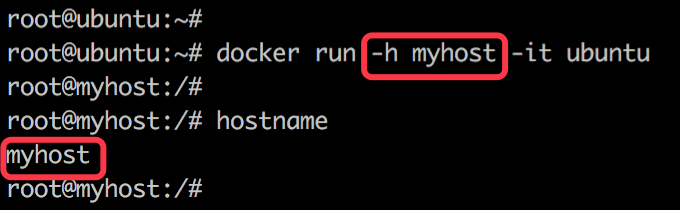 root@ubuntu:~#
root@ubuntu:~# docker run -h myhost -it ubuntu
root@myhost:/#
root@myhost:/# hostname
myhost
root@myhost:/#